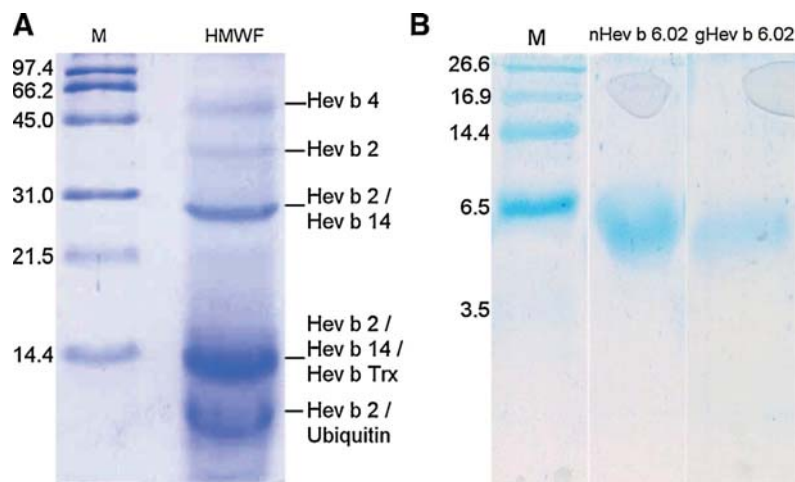 A
M HMWF
97.4
66.2
45.0
31.0
21.5
14.4
Hev b 4
Hev b 2
Hev b 2 /
Hev b 14
Hev b 2 /
Hev b 14 /
Hev b Trx
Hev b 2 /
Ubiquitin
B
M nHev b 6.02 gHev b 6.02
26.6
16.9
14.4
6.5
3.5